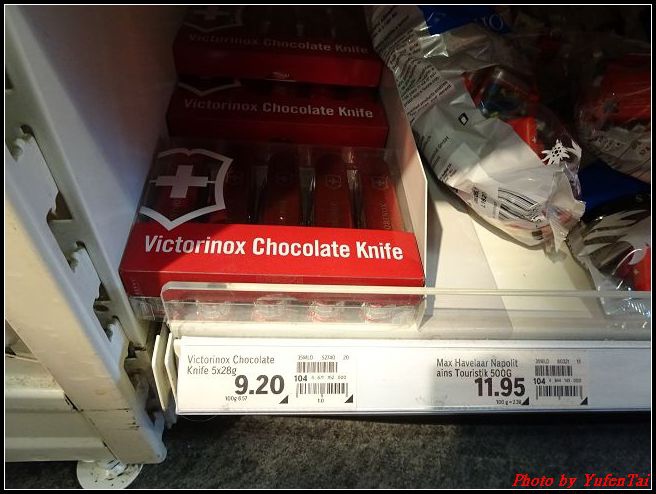 Victorinox Chocolate Knife
Victorinox Chocolate Knife
Victorinox Chocolate Knife
Victorinox Chocolate
Knife 5x28g
9.20
104
Max Havelaar Napolit
ains Touristik 500G
11.95
104
Photo by YufenTai